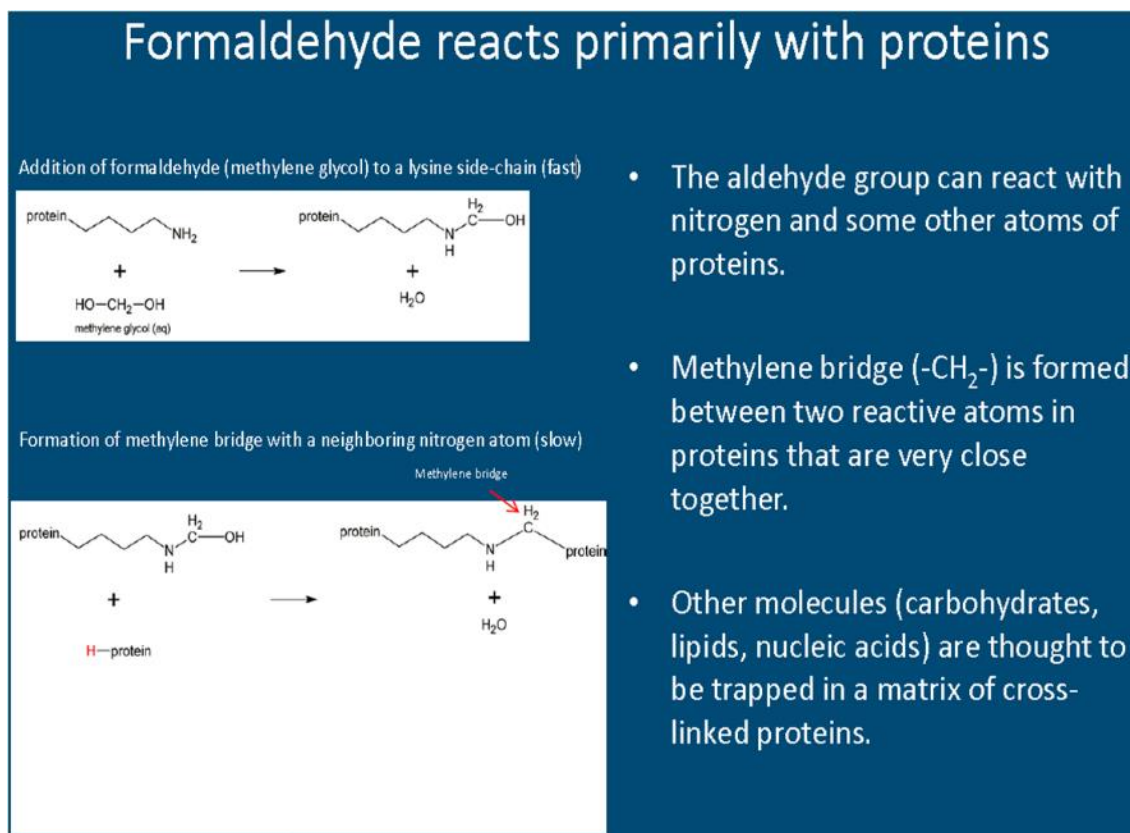 Formaldehyde reacts primarily with proteins
Addition of formaldehyde (methylene glycol) to a lysine side-chain (fast)
protein
NH₂
+
HO—CH₂—OH
methylene glycol (aq)
protein
H₂
N
C
OH
H
+
H₂O
Formation of methylene bridge with a neighboring nitrogen atom (slow)
Methylene bridge
protein
H₂
N
C
OH
H
+
H—protein
protein
H₂
C
N
H
protein
+
H₂O
• The aldehyde group can react with
nitrogen and some other atoms of
proteins.
• Methylene bridge (-CH₂-) is formed
between two reactive atoms in
proteins that are very close
together.
• Other molecules (carbohydrates,
lipids, nucleic acids) are thought to
be trapped in a matrix of cross-
linked proteins.